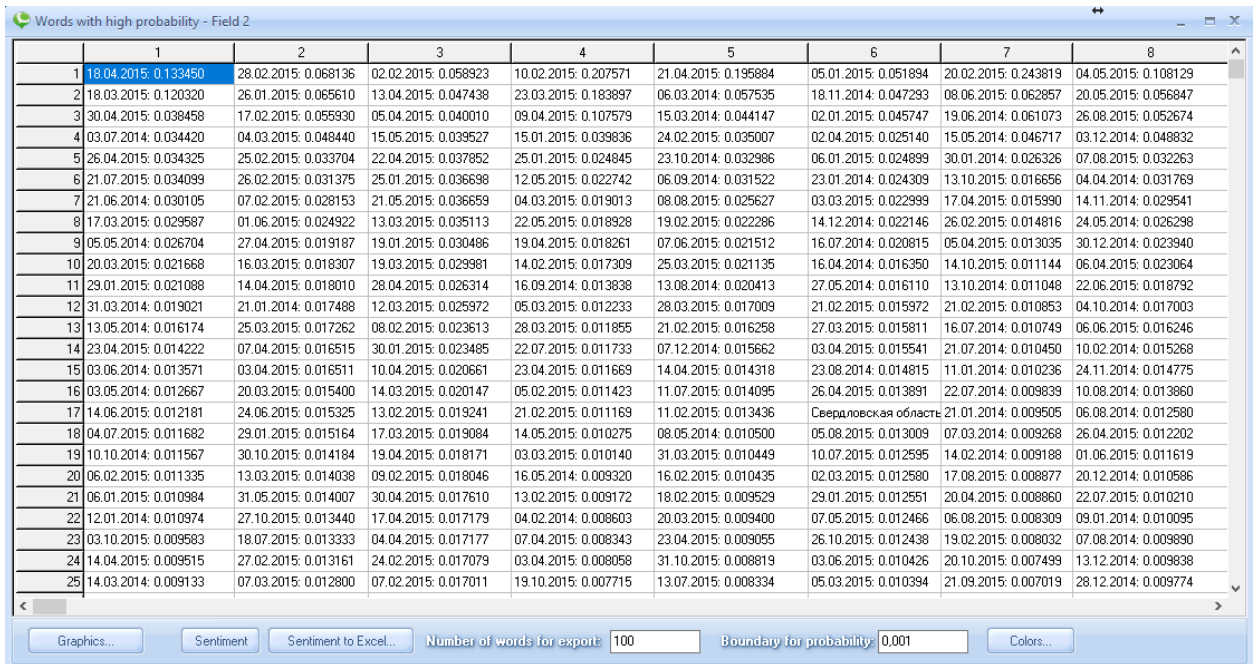 Words with high probability - Field 2
1 2 3 4 5 6 7 8
1 18.04.2015: 0.133450 28.02.2015: 0.068136 02.02.2015: 0.058923 10.02.2015: 0.207571 21.04.2015: 0.195884 05.01.2015: 0.051894 20.02.2015: 0.243819 04.05.2015: 0.108129
2 18.03.2015: 0.120320 26.01.2015: 0.065610 13.04.2015: 0.047438 23.03.2015: 0.183897 06.03.2014: 0.057535 18.11.2014: 0.047293 08.06.2015: 0.062857 20.05.2015: 0.056847
3 30.04.2015: 0.038458 17.02.2015: 0.055930 05.04.2015: 0.040010 09.04.2015: 0.107579 15.03.2014: 0.044147 02.01.2015: 0.045747 19.06.2014: 0.061073 26.08.2015: 0.052674
4 03.07.2014: 0.034420 04.03.2015: 0.048440 15.05.2015: 0.039527 15.01.2015: 0.039836 24.02.2015: 0.035007 02.04.2015: 0.025140 15.05.2014: 0.046717 03.12.2014: 0.048832
5 26.04.2015: 0.034325 25.02.2015: 0.033704 22.04.2015: 0.037852 25.01.2015: 0.024845 23.10.2014: 0.032986 06.01.2015: 0.024899 30.01.2014: 0.026326 07.08.2015: 0.032263
6 21.07.2015: 0.034099 26.02.2015: 0.031375 25.01.2015: 0.036698 12.05.2015: 0.022742 06.09.2014: 0.031522 23.01.2014: 0.024309 13.10.2015: 0.016656 04.04.2014: 0.031769
7 21.06.2014: 0.030105 07.02.2015: 0.028153 21.05.2015: 0.036659 04.03.2015: 0.019013 08.08.2015: 0.025627 03.03.2015: 0.022999 17.04.2015: 0.015990 14.11.2014: 0.029541
8 17.03.2015: 0.029587 01.06.2015: 0.024922 13.03.2015: 0.035113 22.05.2015: 0.018928 19.02.2015: 0.022286 14.12.2014: 0.022146 26.02.2015: 0.014816 24.05.2015: 0.026298
9 05.05.2014: 0.026704 27.04.2015: 0.019187 19.01.2015: 0.030486 19.04.2015: 0.018261 07.06.2015: 0.021512 16.07.2014: 0.020815 05.04.2014: 0.013035 30.12.2014: 0.023940
10 20.03.2015: 0.021668 16.03.2015: 0.018307 19.03.2015: 0.029981 14.02.2015: 0.017309 25.03.2015: 0.021135 16.04.2014: 0.016350 14.10.2015: 0.011144 06.04.2015: 0.023064
11 29.01.2015: 0.021088 14.04.2015: 0.018010 28.04.2015: 0.026314 16.09.2014: 0.013838 13.08.2014: 0.020413 27.05.2014: 0.016110 13.10.2014: 0.011048 22.06.2015: 0.018792
12 31.03.2014: 0.019021 21.01.2014: 0.017488 12.03.2015: 0.025972 05.03.2015: 0.012233 28.03.2015: 0.017009 21.02.2015: 0.015972 21.02.2015: 0.010853 04.10.2014: 0.017003
13 13.05.2014: 0.016174 25.03.2015: 0.017262 08.02.2015: 0.023613 28.03.2015: 0.011855 21.02.2015: 0.016258 27.03.2015: 0.015811 16.07.2014: 0.010749 06.06.2015: 0.016246
14 23.04.2015: 0.014222 07.04.2015: 0.016515 30.01.2015: 0.023485 22.07.2015: 0.011733 07.12.2014: 0.015662 03.04.2015: 0.015541 21.07.2014: 0.010450 10.02.2014: 0.015268
15 03.06.2014: 0.013571 03.04.2015: 0.016511 10.04.2015: 0.020661 23.04.2015: 0.011669 14.04.2015: 0.014318 23.08.2014: 0.014815 11.01.2014: 0.010236 24.11.2014: 0.014775
16 03.05.2014: 0.012667 20.03.2015: 0.015400 14.03.2015: 0.020147 05.02.2015: 0.011423 11.07.2015: 0.014095 26.04.2015: 0.013891 22.07.2014: 0.009839 10.08.2014: 0.013860
17 14.06.2015: 0.012181 24.06.2015: 0.015325 13.02.2015: 0.019241 21.02.2015: 0.011169 11.02.2015: 0.013436 Свердловская область 21.01.2014: 0.009505 06.08.2014: 0.012580
18 04.07.2015: 0.011682 29.01.2015: 0.015164 17.03.2015: 0.019084 14.05.2015: 0.010275 08.05.2015: 0.010500 05.08.2015: 0.013009 07.03.2014: 0.009268 26.04.2015: 0.012202
19 10.10.2014: 0.011567 30.10.2015: 0.014184 19.04.2015: 0.018171 03.03.2015: 0.010140 31.03.2015: 0.010449 10.07.2015: 0.012595 14.02.2014: 0.009188 01.06.2015: 0.011619
20 06.02.2015: 0.011335 13.03.2015: 0.014038 09.02.2015: 0.018046 16.05.2014: 0.009320 16.02.2015: 0.010435 02.03.2015: 0.012580 17.08.2015: 0.008877 20.12.2014: 0.010586
21 06.01.2015: 0.010984 31.05.2015: 0.014007 30.04.2015: 0.017610 13.02.2015: 0.009172 18.02.2015: 0.009529 29.01.2015: 0.012551 20.04.2015: 0.008860 22.07.2015: 0.010210
22 12.01.2014: 0.010974 27.10.2015: 0.013440 17.04.2015: 0.017179 04.02.2014: 0.008603 20.03.2015: 0.009400 07.05.2015: 0.012466 06.08.2015: 0.008309 09.01.2014: 0.010095
23 03.10.2015: 0.009583 18.07.2015: 0.013333 04.04.2015: 0.017177 07.04.2015: 0.008343 23.04.2015: 0.009055 26.10.2015: 0.012438 19.02.2015: 0.008032 07.08.2014: 0.009890
24 14.04.2015: 0.009515 27.02.2015: 0.013161 24.02.2015: 0.017079 03.04.2015: 0.008058 31.10.2015: 0.008819 03.06.2015: 0.010426 20.10.2015: 0.007499 13.12.2014: 0.009838
25 14.03.2014: 0.009133 07.03.2015: 0.012800 07.02.2015: 0.017011 19.10.2015: 0.007715 13.07.2015: 0.008334 05.03.2015: 0.010394 21.09.2015: 0.007019 28.12.2014: 0.009774
Graphics... Sentiment Sentiment to Excel... Number of words for export: 100 Boundary for probability: 0,001 Colors...